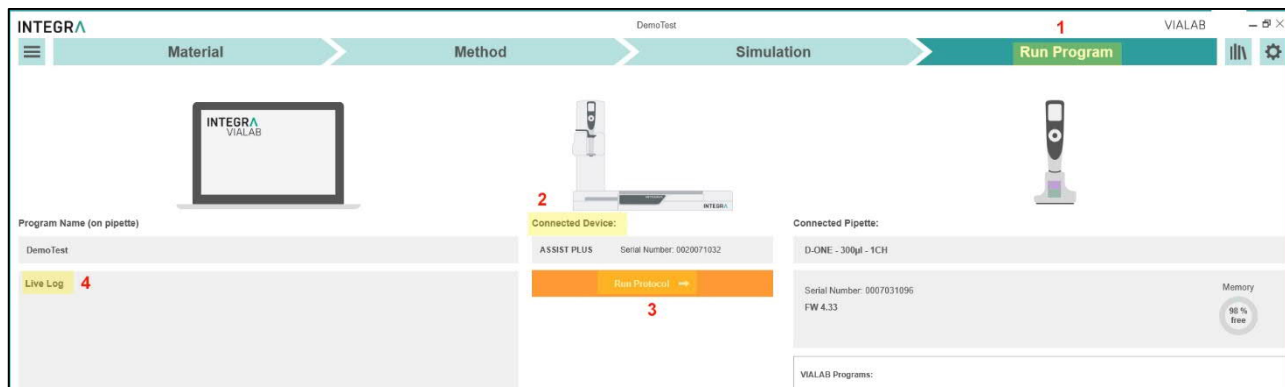 INTEGRA
DemoTest
1
VIALAB
Material
Method
Simulation
Run Program
INTEGRA
VIALAB
2
INTEGRA
Program Name (on pipette)
Connected Device:
Connected Pipette:
DemoTest
ASSIST PLUS Serial Number: 0020071032
D-ONE - 300µl - 1CH
Live Log 4
Run Protocol →
3
Serial Number: 0007031096
FW 4.33
Memory
98 %
free
VIALAB Programs: